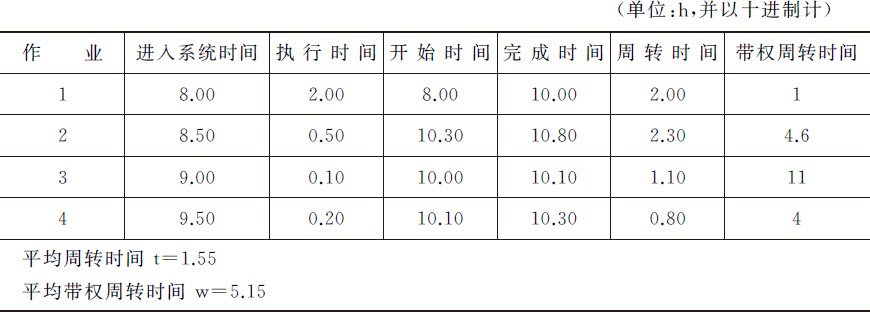 （单位:h,并以十进制计）
作 业 进入系统时间 执行时间 开始时间 完成时间 周转时间 带权周转时间
1 8.00 2.00 8.00 10.00 2.00 1
2 8.50 0.50 10.30 10.80 2.30 4.6
3 9.00 0.10 10.00 10.10 1.10 11
4 9.50 0.20 10.10 10.30 0.80 4
平均周转时间 t=1.55
平均带权周转时间 w=5.15